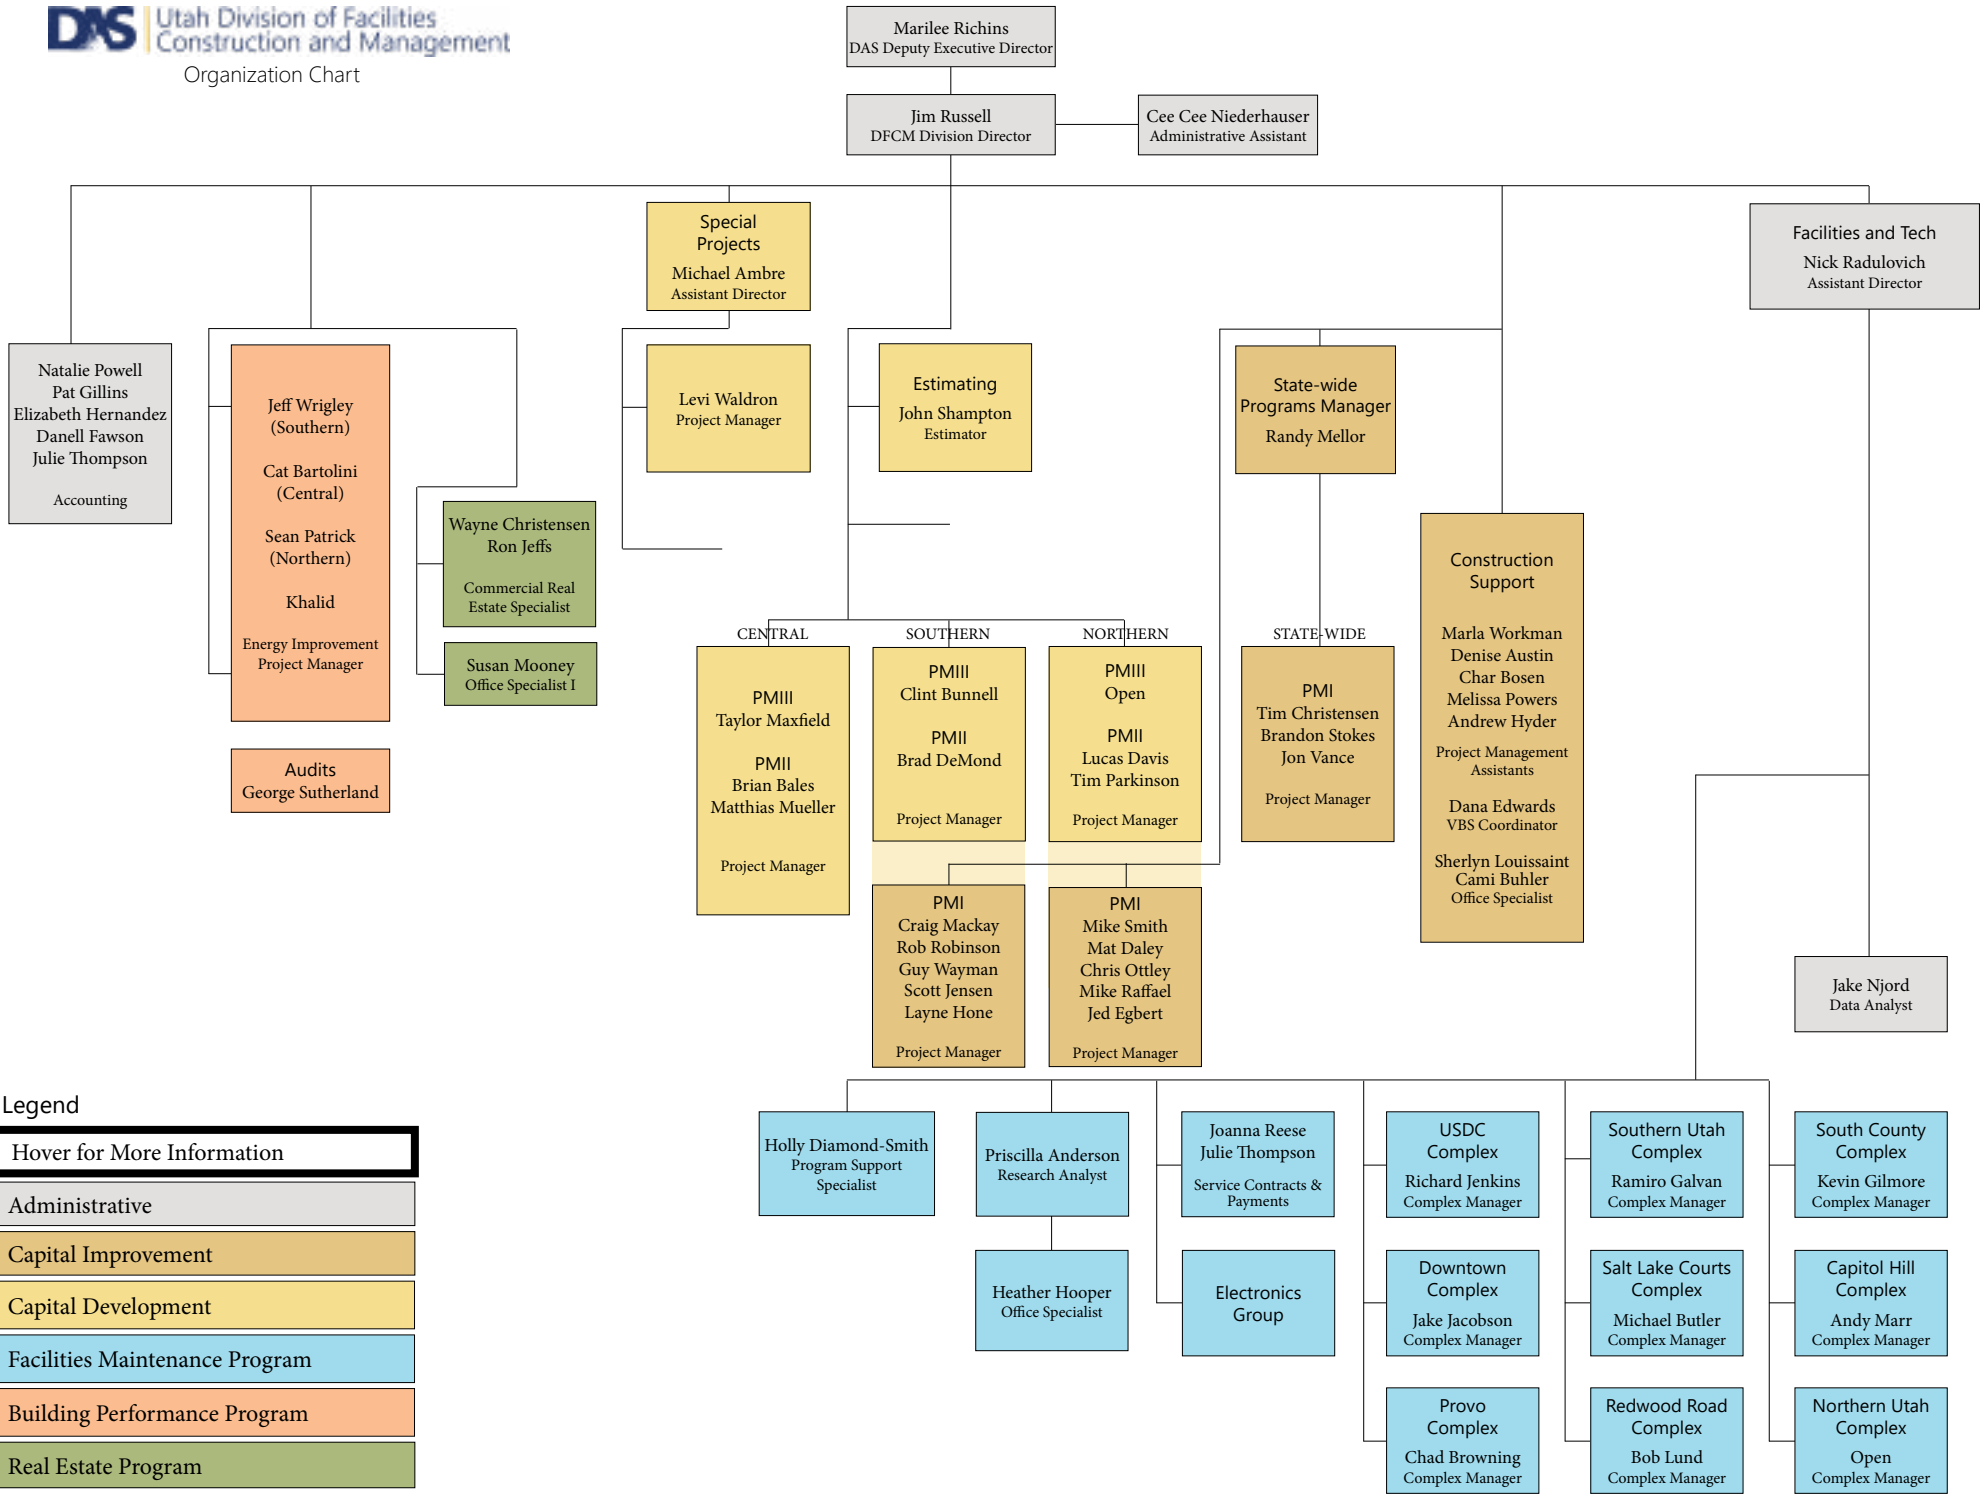 DAS
Utah Division of Facilities
Construction and Management
Organization Chart
Marilee Richins
DAS Deputy Executive Director
Jim Russell
DFCM Division Director
Cee Cee Niederhauser
Administrative Assistant
Special
Projects
Michael Ambre
Assistant Director
Facilities and Tech
Nick Radulovich
Assistant Director
Natalie Powell
Pat Gillins
Elizabeth Hernandez
Danell Fawson
Julie Thompson
Accounting
Jeff Wrigley
(Southern)
Cat Bartolini
(Central)
Sean Patrick
(Northern)
Khalid
Energy Improvement
Project Manager
Audits
George Sutherland
Wayne Christensen
Ron Jeffs
Commercial Real
Estate Specialist
Susan Mooney
Office Specialist I
Levi Waldron
Project Manager
Estimating
John Shampton
Estimator
State-wide
Programs Manager
Randy Mellor
CENTRAL
PMIII
Taylor Maxfield
PMII
Brian Bales
Matthias Mueller
Project Manager
SOUTHERN
PMIII
Clint Bunnell
PMII
Brad DeMond
Project Manager
NORTHERN
PMIII
Open
PMII
Lucas Davis
Tim Parkinson
Project Manager
STATE-WIDE
PMI
Tim Christensen
Brandon Stokes
Jon Vance
Project Manager
Construction
Support
Marla Workman
Denise Austin
Char Bosen
Melissa Powers
Andrew Hyder
Project Management
Assistants
Dana Edwards
VBS Coordinator
Sherlyn Louissaint
Cami Buhler
Office Specialist
PMI
Craig Mackay
Rob Robinson
Guy Wayman
Scott Jensen
Layne Hone
Project Manager
PMI
Mike Smith
Mat Daley
Chris Ottley
Mike Raffael
Jed Egbert
Project Manager
Jake Njord
Data Analyst
Holly Diamond-Smith
Program Support
Specialist
Priscilla Anderson
Research Analyst
Heather Hooper
Office Specialist
Joanna Reese
Julie Thompson
Service Contracts &
Payments
Electronics
Group
USDC
Complex
Richard Jenkins
Complex Manager
Downtown
Complex
Jake Jacobson
Complex Manager
Provo
Complex
Chad Browning
Complex Manager
Southern Utah
Complex
Ramiro Galvan
Complex Manager
Salt Lake Courts
Complex
Michael Butler
Complex Manager
Redwood Road
Complex
Bob Lund
Complex Manager
South County
Complex
Kevin Gilmore
Complex Manager
Capitol Hill
Complex
Andy Marr
Complex Manager
Northern Utah
Complex
Open
Complex Manager
Legend
Hover for More Information
Administrative
Capital Improvement
Capital Development
Facilities Maintenance Program
Building Performance Program
Real Estate Program